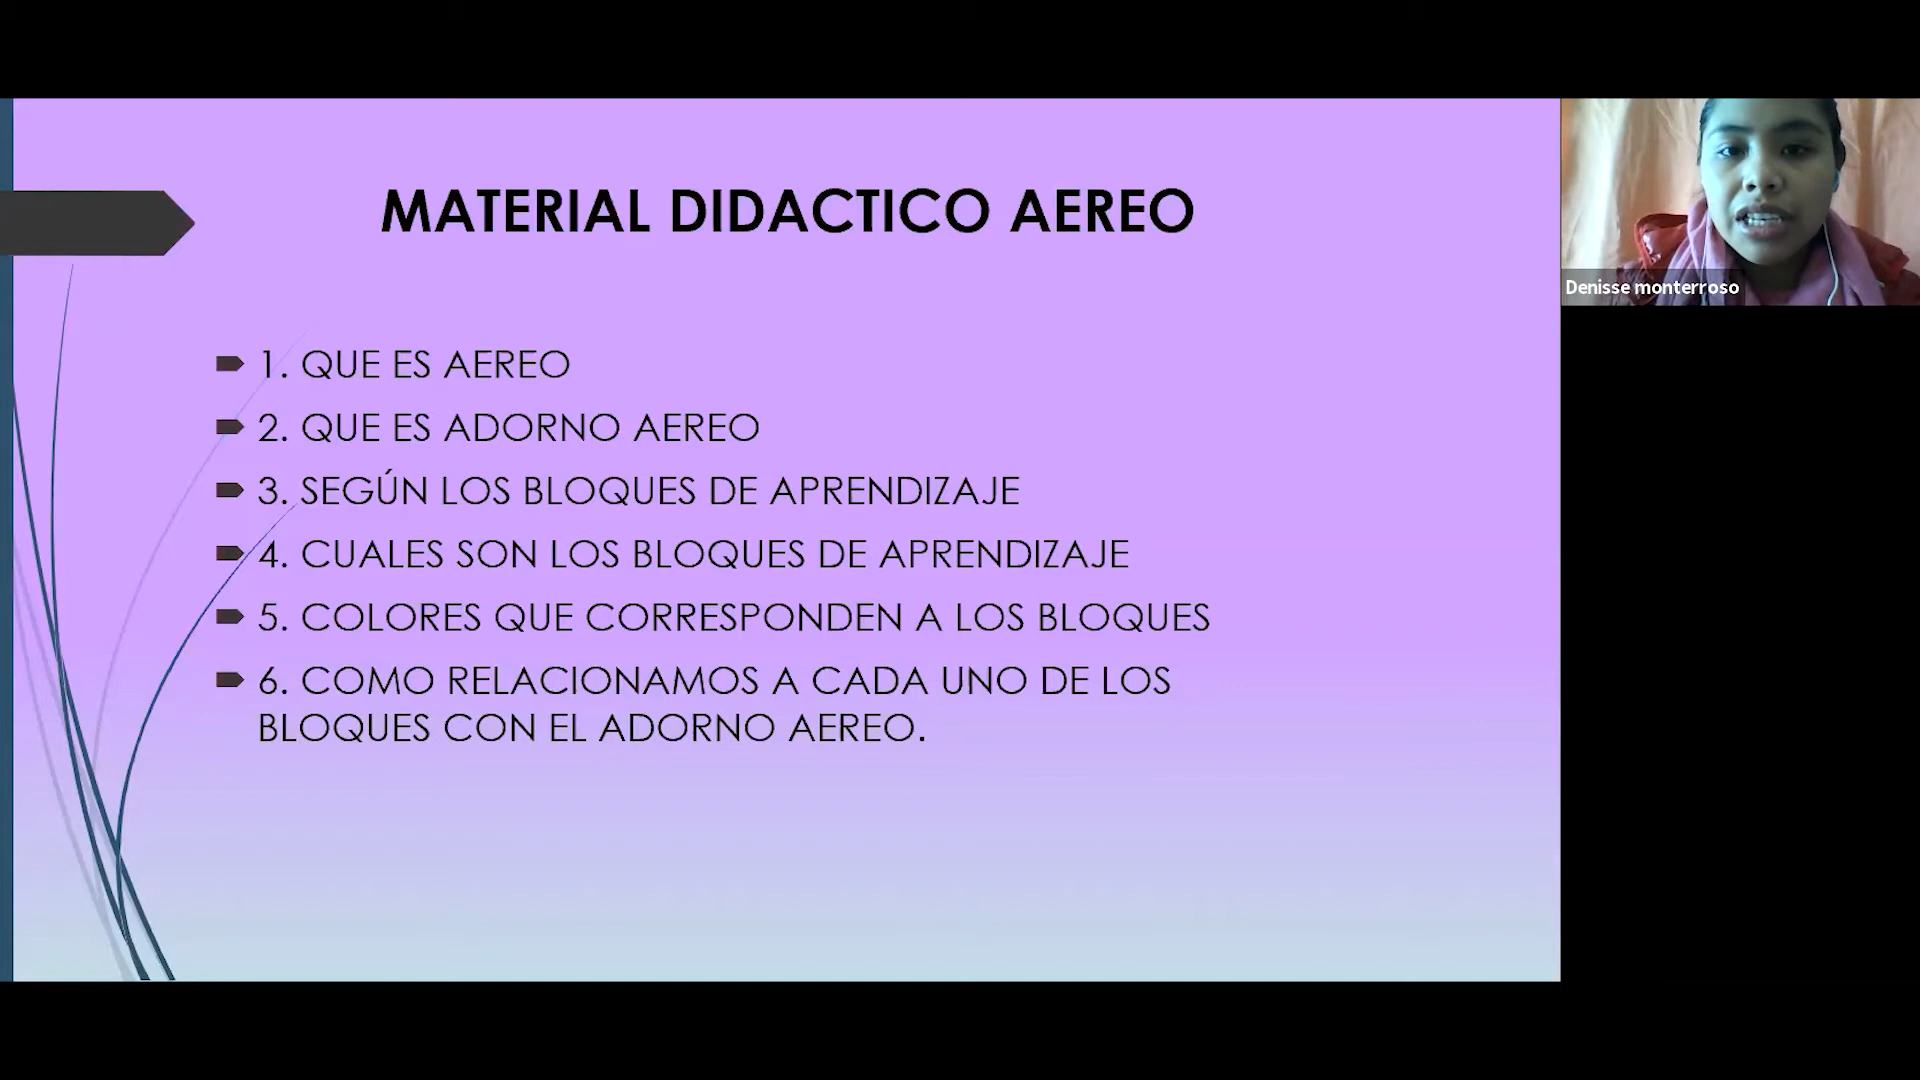 MATERIAL DIDACTICO AEREO
1. QUE ES AEREO
2. QUE ES ADORNO AEREO
3. SEGÚN LOS BLOQUES DE APRENDIZAJE
4. CUALES SON LOS BLOQUES DE APRENDIZAJE
5. COLORES QUE CORRESPONDEN A LOS BLOQUES
6. COMO RELACIONAMOS A CADA UNO DE LOS
BLOQUES CON EL ADORNO AEREO.
Denisse monterroso